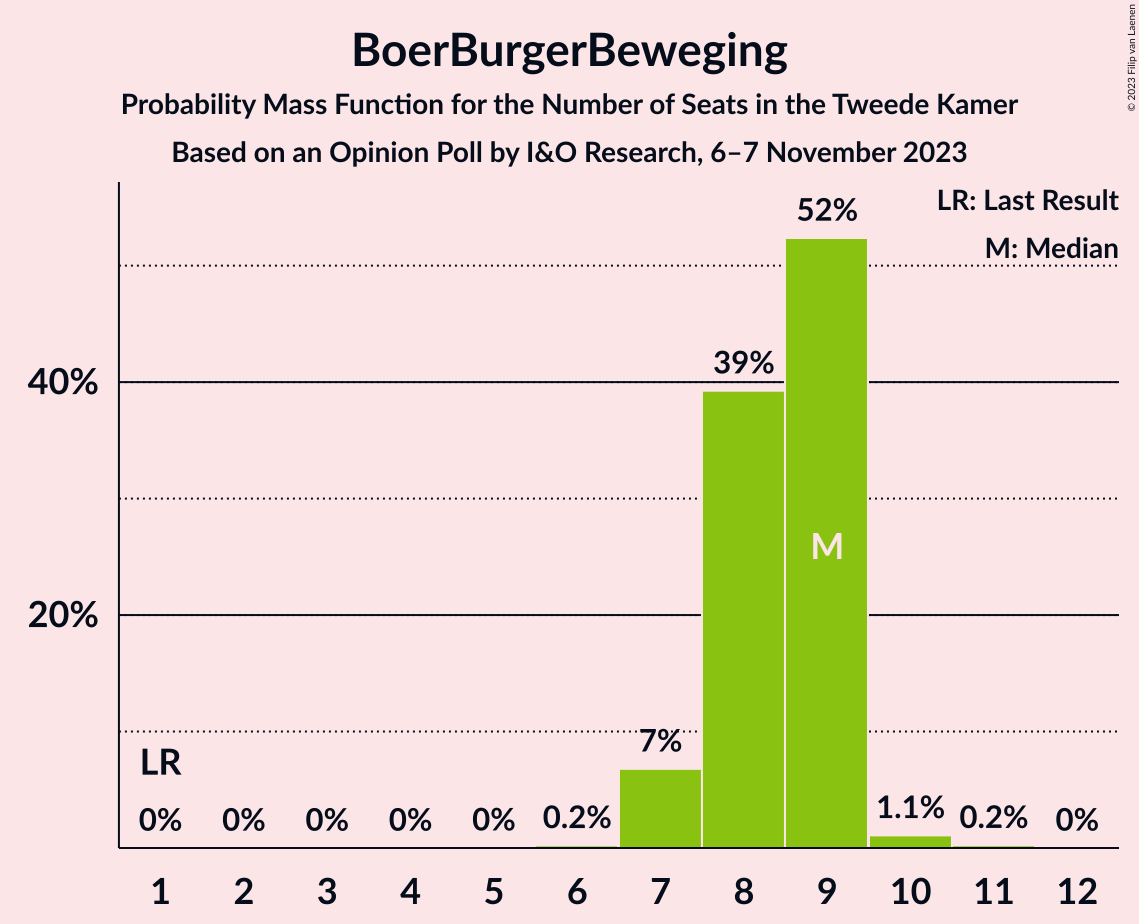 BoerBurgerBeweging
Probability Mass Function for the Number of Seats in the Tweede Kamer
Based on an Opinion Poll by I&O Research, 6–7 November 2023
© 2023 Filip van Laenen
LR: Last Result
M: Median
52%
39%
40%
M
20%
7%
LR
0% 0% 0% 0% 0% 0.2% 1.1% 0.2% 0%
1 2 3 4 5 6 7 8 9 10 11 12